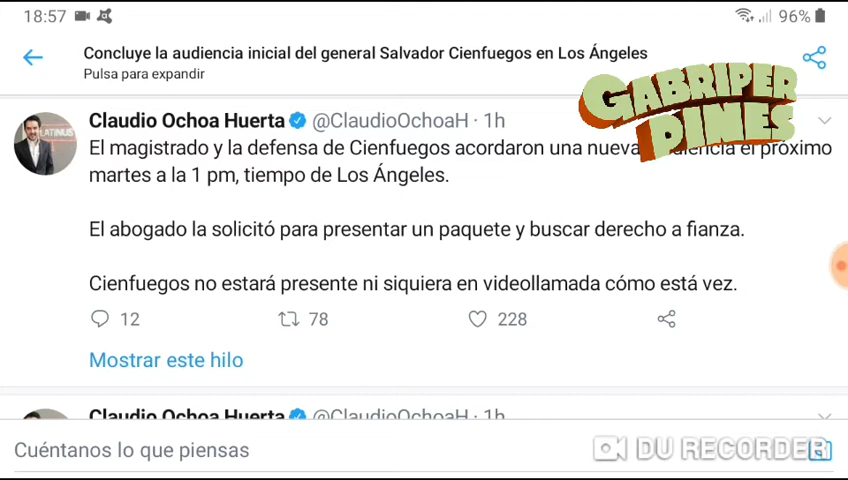 18:57
96%
Concluye la audiencia inicial del general Salvador Cienfuegos en Los Ángeles
Pulsa para expandir
GABRIPER
PINES
LATINUS
Claudio Ochoa Huerta @ClaudioOchoaH · 1h
El magistrado y la defensa de Cienfuegos acordaron una nueva audiencia el próximo
martes a la 1 pm, tiempo de Los Ángeles.
El abogado la solicitó para presentar un paquete y buscar derecho a fianza.
Cienfuegos no estará presente ni siquiera en videollamada cómo está vez.
12 78 228
Mostrar este hilo
Claudio Ochoa Huerta @ClaudioOchoaH · 1h
Cuéntanos lo que piensas
DU RECORDER